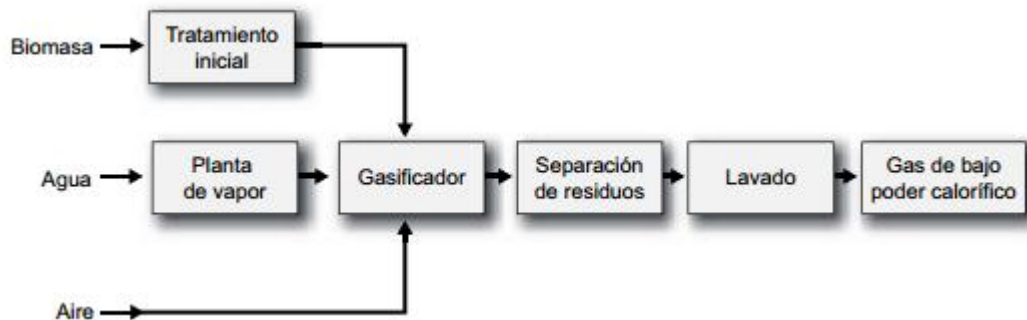 Biomasa
Tratamiento
inicial
Agua
Planta
de vapor
Gasificador
Separación
de residuos
Lavado
Gas de bajo
poder calorífico
Aire